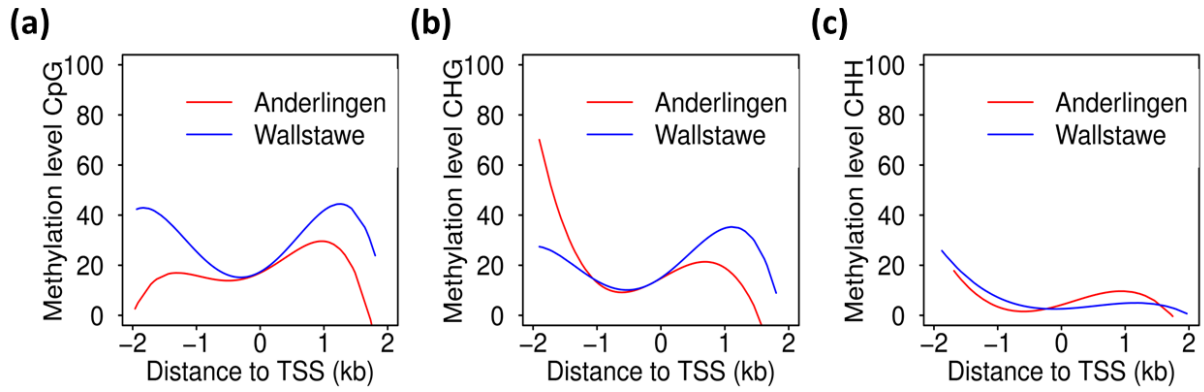 (a)
Methylation level CpG
100
80
60
40
20
0
Anderlingen
Wallstawe
−2 −1 0 1 2
Distance to TSS (kb)
(b)
Methylation level CHG
100
80
60
40
20
0
Anderlingen
Wallstawe
−2 −1 0 1 2
Distance to TSS (kb)
(c)
Methylation level CHH
100
80
60
40
20
0
Anderlingen
Wallstawe
−2 −1 0 1 2
Distance to TSS (kb)